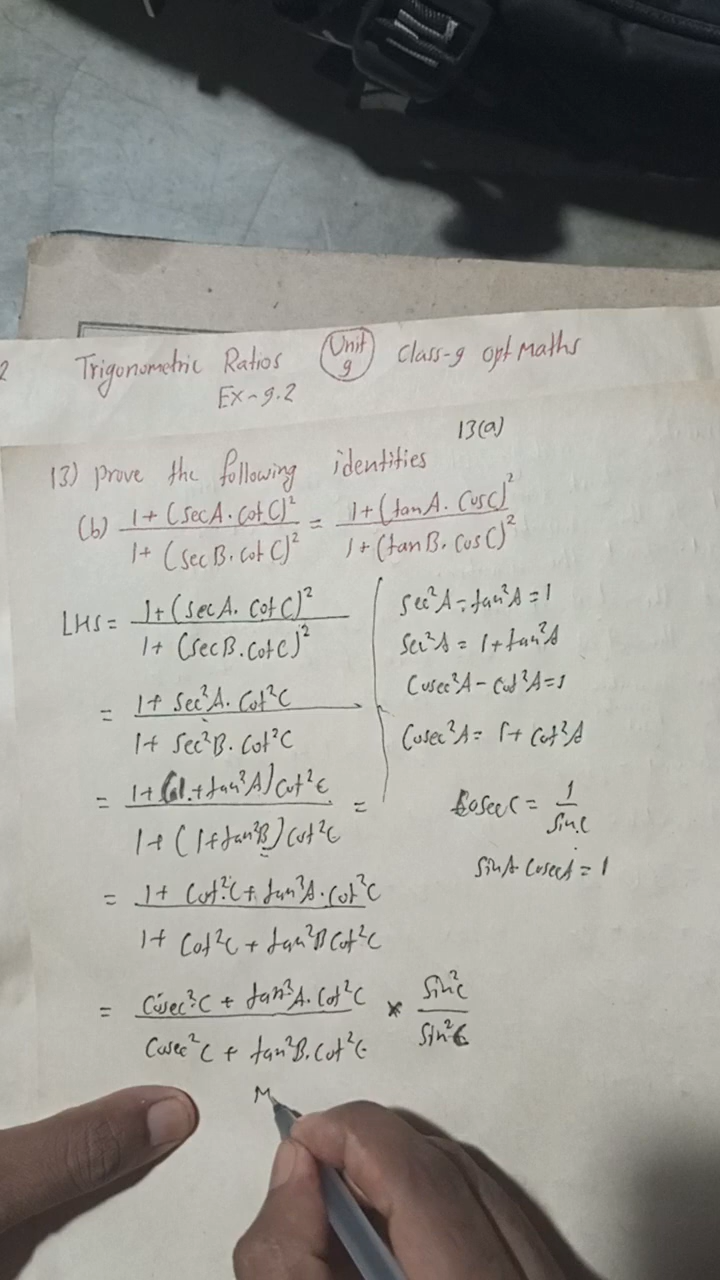 2
Trigonometric Ratios Unit 9 Class-9 opt Maths
Ex-9.2
13(a)
13) prove the following identities
(b) 1 + (secA.cotC)² / 1 + (secB.cotC)² = 1 + (tanA.cosC)² / 1 + (tanB.cosC)²
LHS = 1 + (secA.cotC)² / 1 + (secB.cotC)²
= 1 + sec²A.cot²C / 1 + sec²B.cot²C
= 1 + (1 + tan²A)cot²C / 1 + (1 + tan²B)cot²C =
= 1 + cot²C + tan²A.cot²C / 1 + cot²C + tan²B cot²C
= cosec²C + tan²A.cot²C / cosec²C + tan²B.cot²C × sin²C / sin²C
M
sec²A - tan²A = 1
sec²A = 1 + tan²A
cosec²A - cot²A = 1
cosec²A = 1 + cot²A
cosecC = 1 / sinC
sinA.cosecA = 1